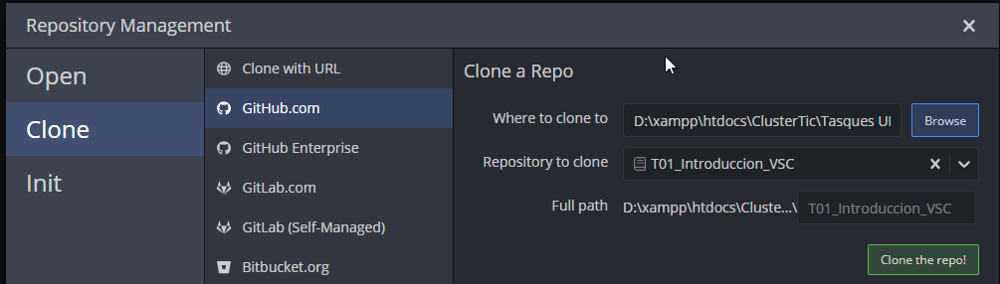 Repository Management
Open
Clone
Init
Clone with URL
GitHub.com
GitHub Enterprise
GitLab.com
GitLab (Self-Managed)
Bitbucket.org
Clone a Repo
Where to clone to D:\xampp\htdocs\ClusterTic\Tasques UI Browse
Repository to clone T01_Introduccion_VSC
Full path D:\xampp\htdocs\Cluste...\ T01_Introduccion_VSC
Clone the repo!